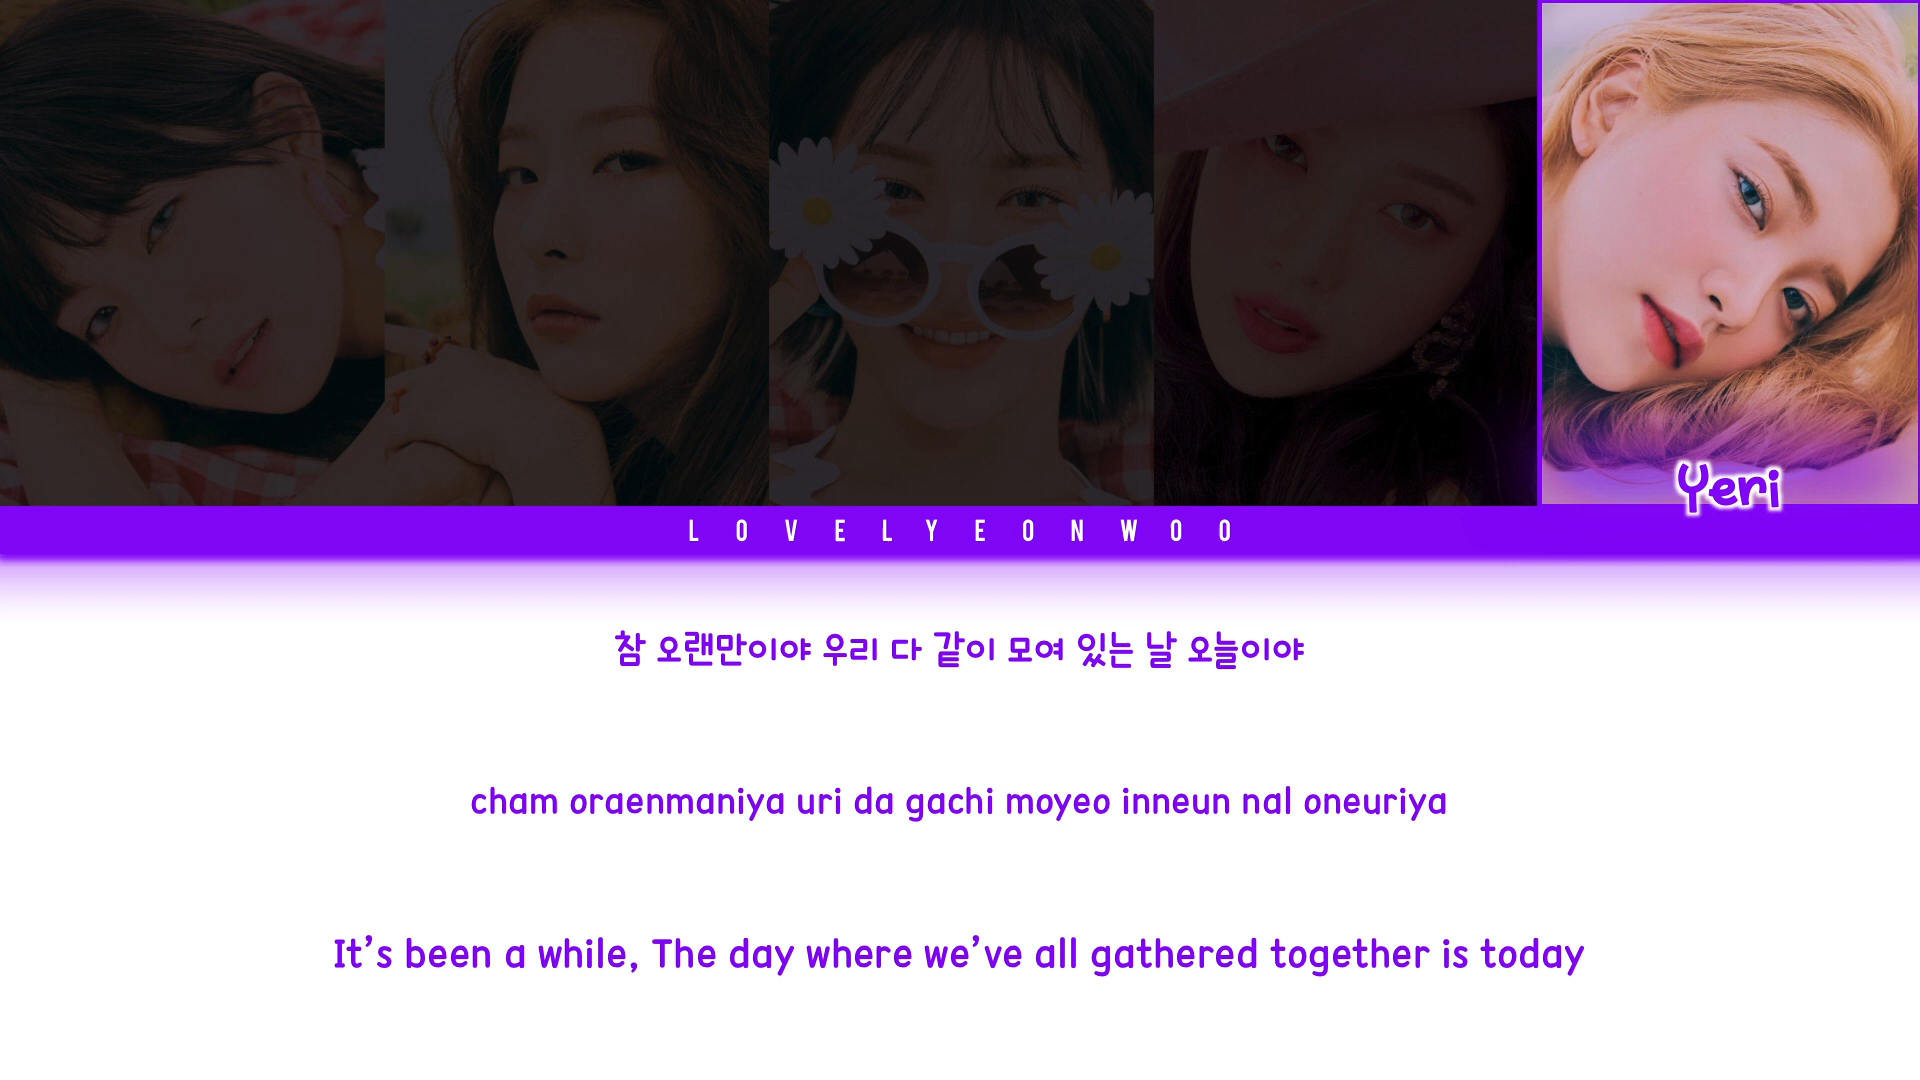 Yeri
LOVELYEONWOO
참 오랜만이야 우리 다 같이 모여 있는 날 오늘이야
cham oraenmaniya uri da gachi moyeo inneun nal oneuriya
It's been a while, The day where we've all gathered together is today